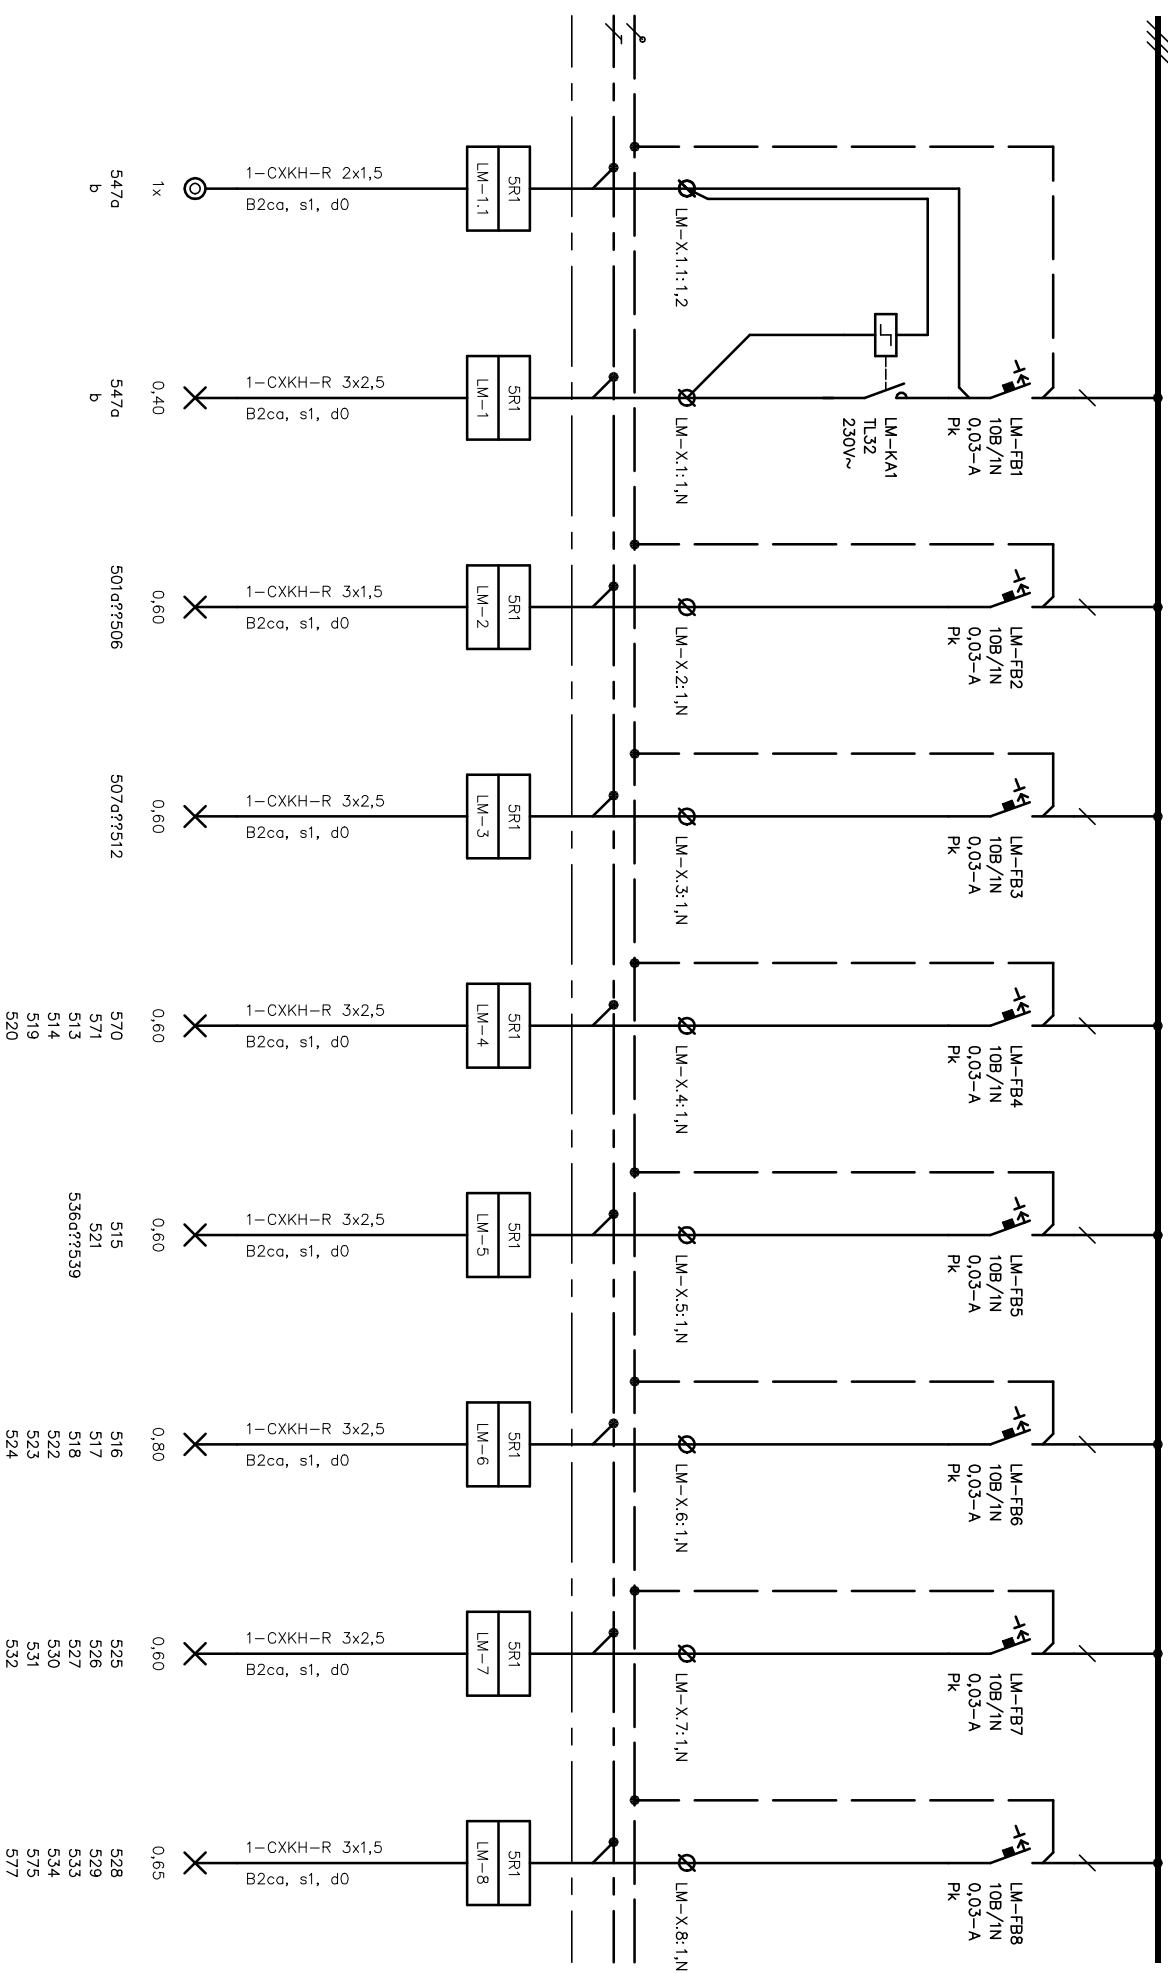 LM-FB1
10B/1N
0,03-A
Pk
LM-KA1
TL32
230V~
LM-X.1.1:1,2
LM-X.1:1,N
5R1
LM-1.1
1-CXKH-R 2x1,5
B2ca, s1, d0
1x
547a
b
5R1
LM-1
1-CXKH-R 3x2,5
B2ca, s1, d0
0,40
547a
b
LM-FB2
10B/1N
0,03-A
Pk
LM-X.2:1,N
5R1
LM-2
1-CXKH-R 3x1,5
B2ca, s1, d0
0,60
501a??506
LM-FB3
10B/1N
0,03-A
Pk
LM-X.3:1,N
5R1
LM-3
1-CXKH-R 3x2,5
B2ca, s1, d0
0,60
507a??512
LM-FB4
10B/1N
0,03-A
Pk
LM-X.4:1,N
5R1
LM-4
1-CXKH-R 3x2,5
B2ca, s1, d0
0,60
570
571
513
514
519
520
LM-FB5
10B/1N
0,03-A
Pk
LM-X.5:1,N
5R1
LM-5
1-CXKH-R 3x2,5
B2ca, s1, d0
0,60
515
521
536a??539
LM-FB6
10B/1N
0,03-A
Pk
LM-X.6:1,N
5R1
LM-6
1-CXKH-R 3x2,5
B2ca, s1, d0
0,80
516
517
518
522
523
524
LM-FB7
10B/1N
0,03-A
Pk
LM-X.7:1,N
5R1
LM-7
1-CXKH-R 3x2,5
B2ca, s1, d0
0,60
525
526
527
530
531
532
LM-FB8
10B/1N
0,03-A
Pk
LM-X.8:1,N
5R1
LM-8
1-CXKH-R 3x1,5
B2ca, s1, d0
0,65
528
529
533
534
575
577